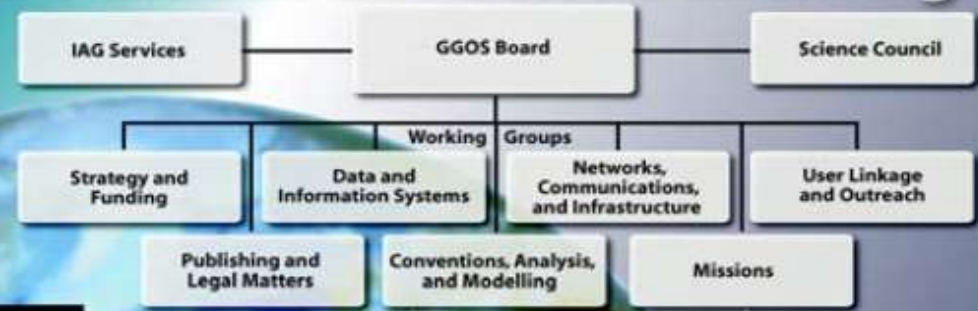 IAG Services
GGOS Board
Science Council
Working Groups
Strategy and
Funding
Data and
Information Systems
Networks,
Communications,
and Infrastructure
User Linkage
and Outreach
Publishing and
Legal Matters
Conventions, Analysis,
and Modelling
Missions